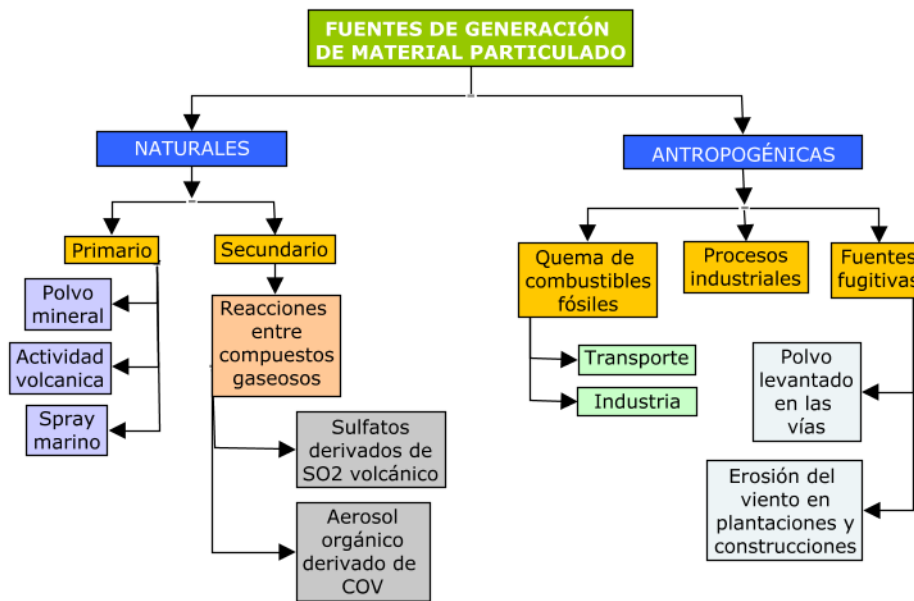 FUENTES DE GENERACIÓN
DE MATERIAL PARTICULADO
NATURALES
ANTROPOGÉNICAS
Primario
Secundario
Quema de
combustibles
fósiles
Procesos
industriales
Fuentes
fugitivas
Polvo
mineral
Actividad
volcanica
Spray
marino
Reacciones
entre
compuestos
gaseosos
Sulfatos
derivados de
SO2 volcánico
Aerosol
orgánico
derivado de
COV
Transporte
Industria
Polvo
levantado
en las
vías
Erosión del
viento en
plantaciones y
construcciones